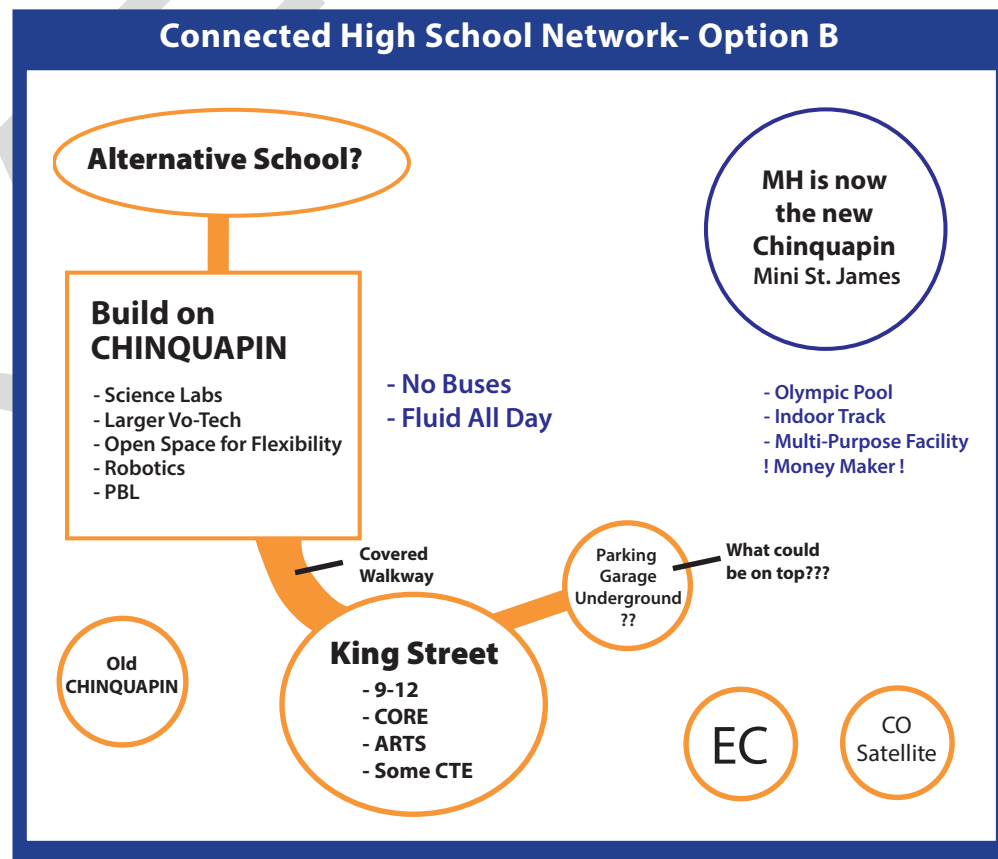 Connected High School Network- Option B
Alternative School?
MH is now
the new
Chinquapin
Mini St. James
Build on
CHINQUAPIN
- Science Labs
- Larger Vo-Tech
- Open Space for Flexibility
- Robotics
- PBL
- No Buses
- Fluid All Day
- Olympic Pool
- Indoor Track
- Multi-Purpose Facility
! Money Maker !
Covered
Walkway
Parking
Garage
Underground
??
What could
be on top???
Old
CHINQUAPIN
King Street
- 9-12
- CORE
- ARTS
- Some CTE
EC
CO
Satellite